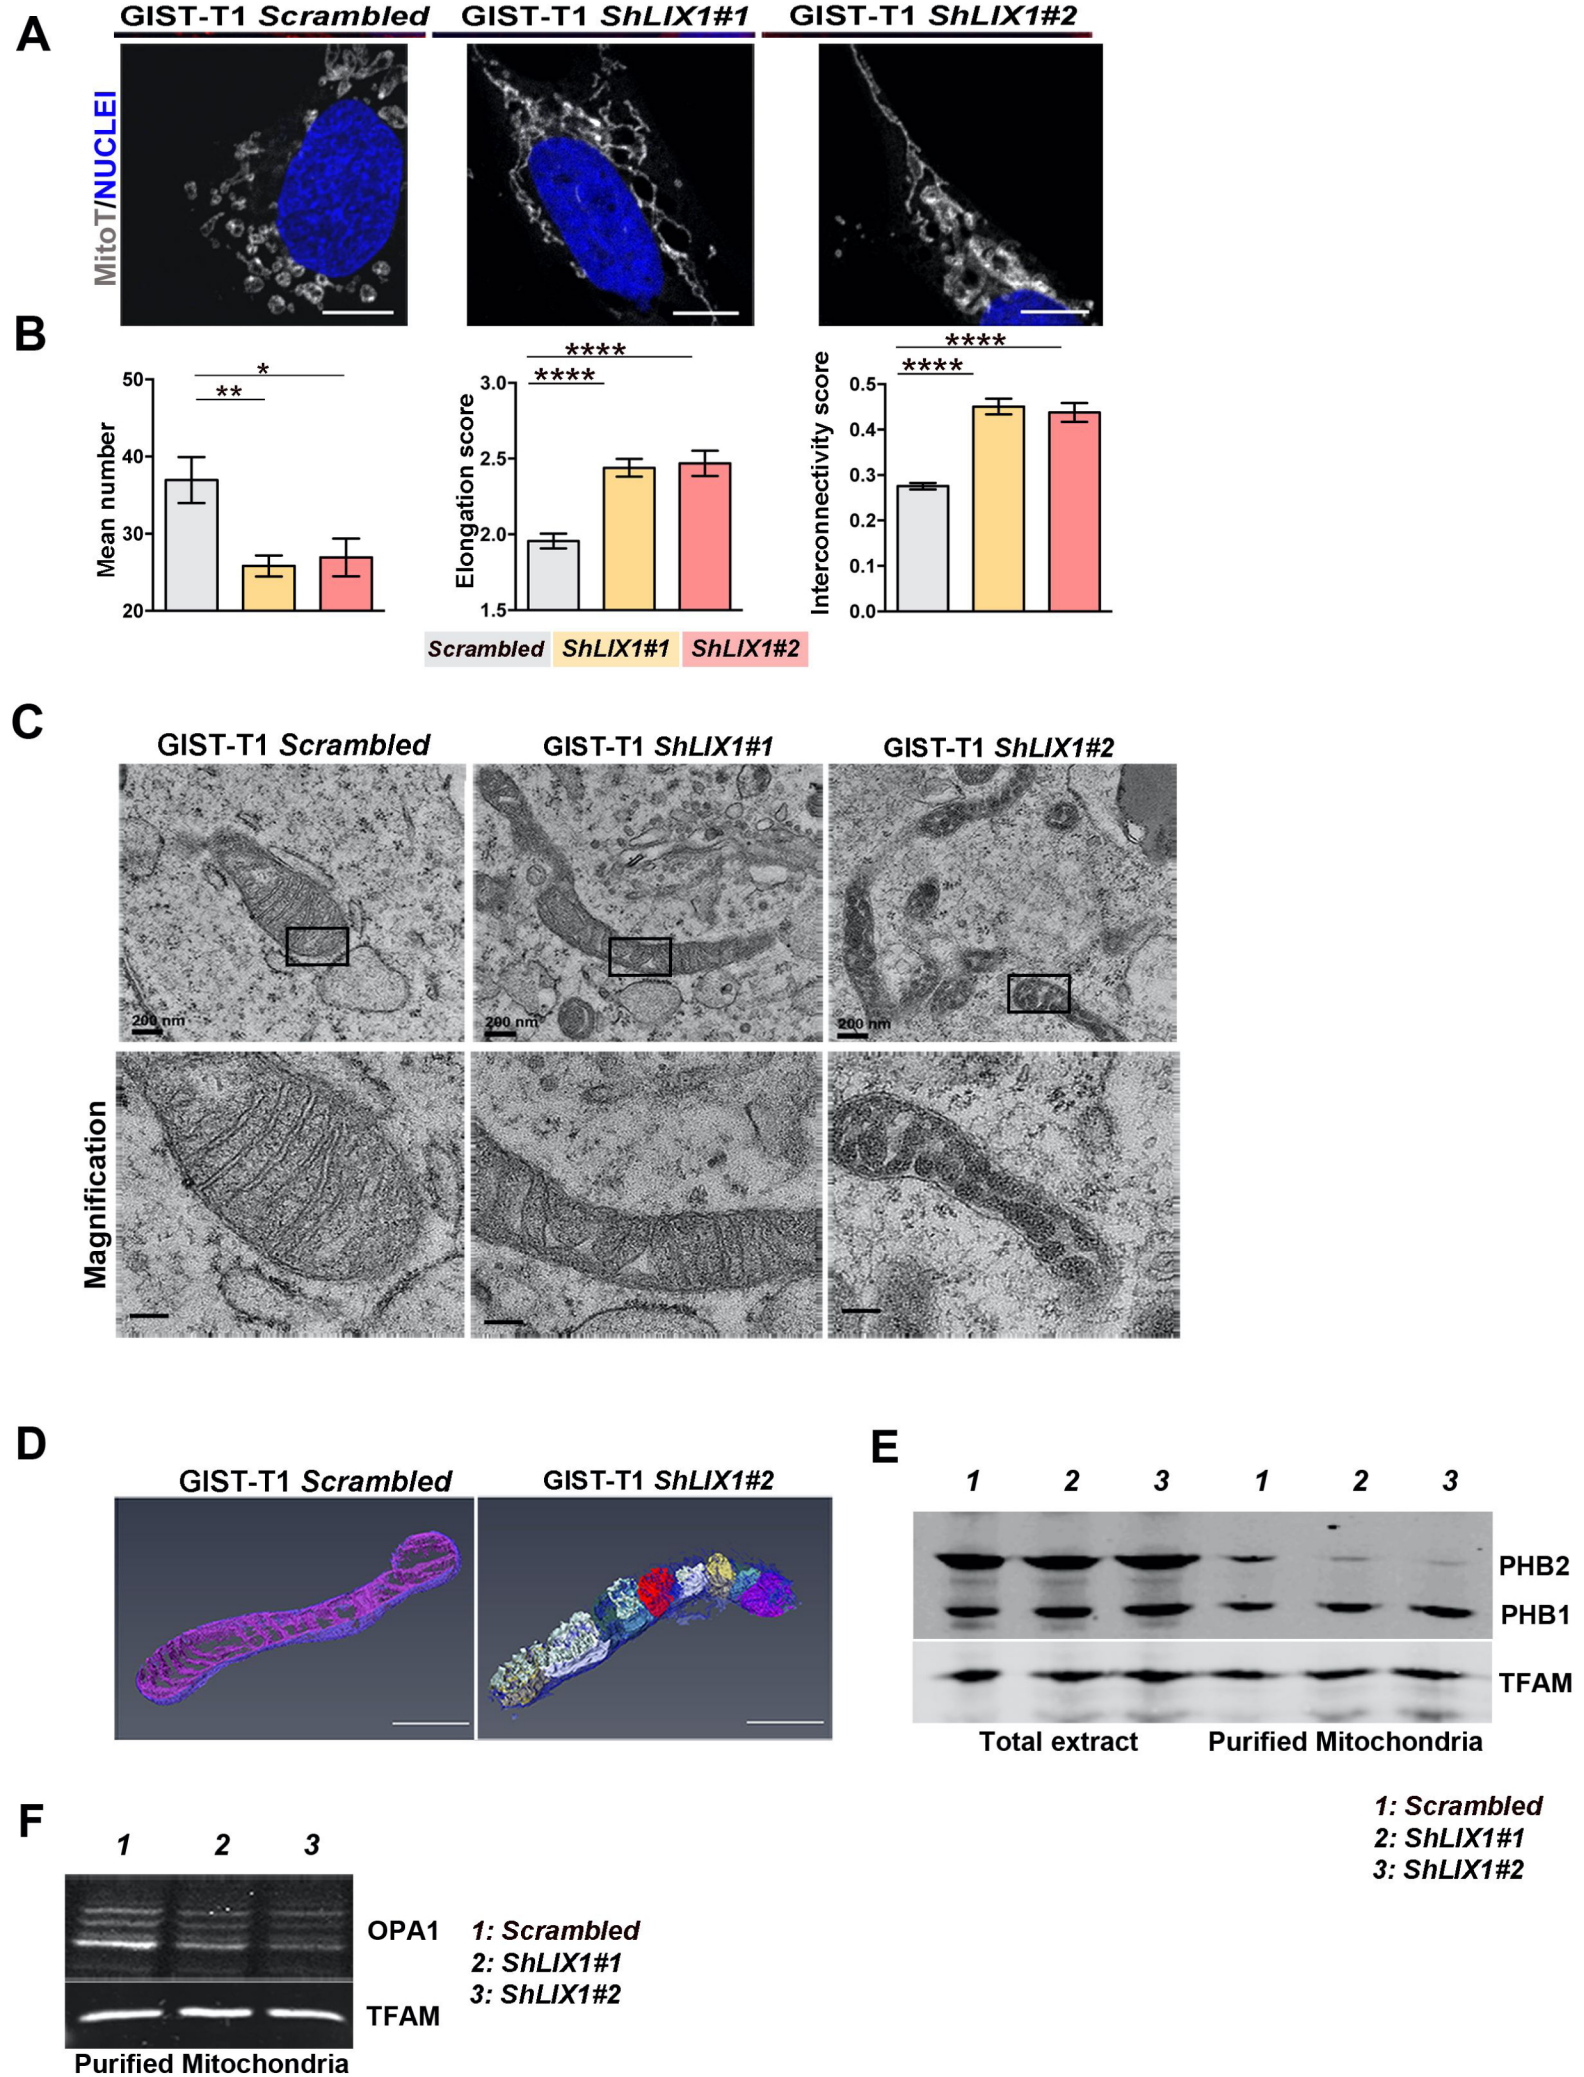 A
GIST-T1 Scrambled
GIST-T1 ShLIX1#1
GIST-T1 ShLIX1#2
MitoT/NUCLEI
B
Mean number
50
40
30
20
*
**
Elongation score
3.0
2.5
2.0
1.5
****
****
Interconnectivity score
0.5
0.4
0.3
0.2
0.1
0.0
****
****
Scrambled
ShLIX1#1
ShLIX1#2
C
GIST-T1 Scrambled
GIST-T1 ShLIX1#1
GIST-T1 ShLIX1#2
200 nm
200 nm
200 nm
Magnification
D
GIST-T1 Scrambled
GIST-T1 ShLIX1#2
E
1 2 3 1 2 3
PHB2
PHB1
TFAM
Total extract
Purified Mitochondria
1: Scrambled
2: ShLIX1#1
3: ShLIX1#2
F
1 2 3
OPA1
TFAM
Purified Mitochondria
1: Scrambled
2: ShLIX1#1
3: ShLIX1#2